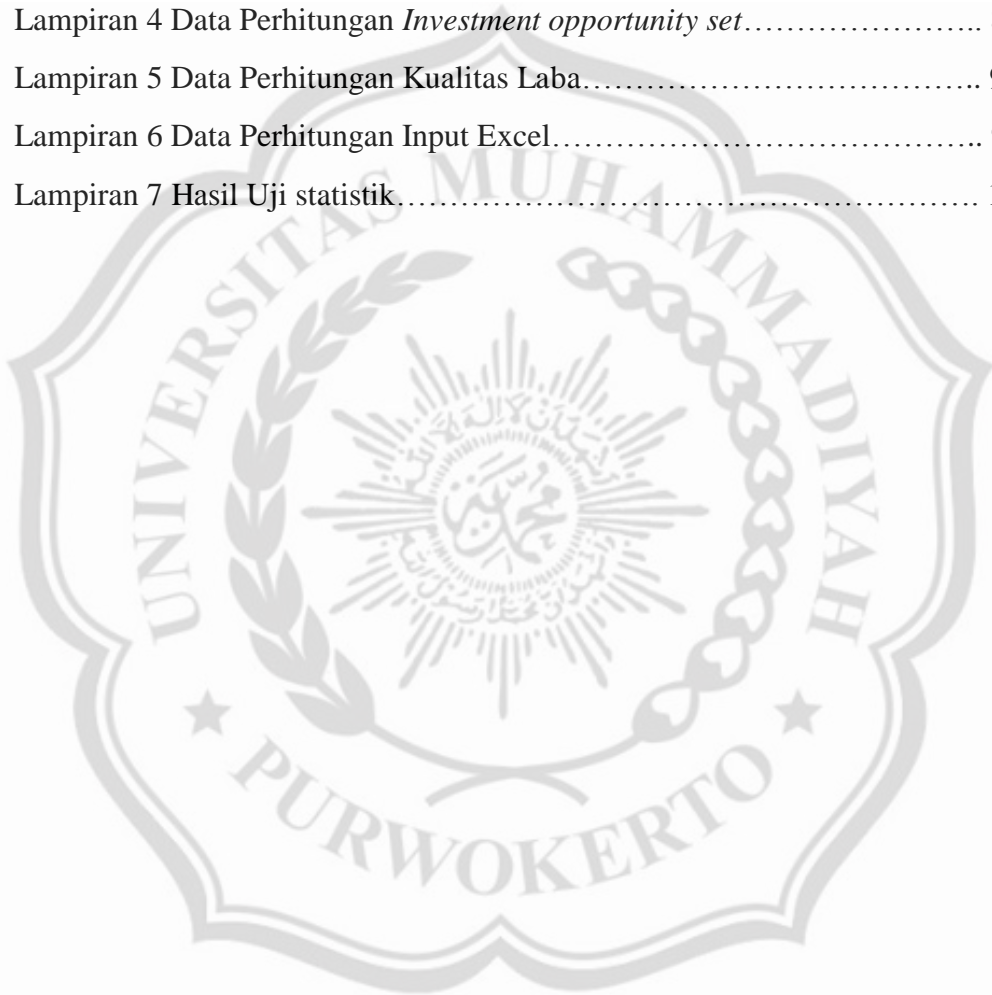 Lampiran 4 Data Perhitungan Investment opportunity set…………………..
Lampiran 5 Data Perhitungan Kualitas Laba………………………………..
Lampiran 6 Data Perhitungan Input Excel…………………………………..
Lampiran 7 Hasil Uji statistik……………………………………………….
UNIVERSITAS MUHAMMADIYAH
PURWOKERTO
محمدية